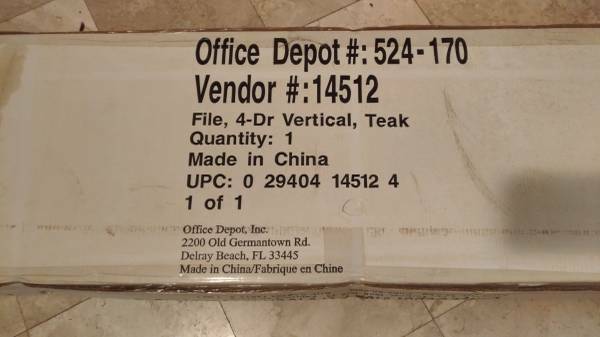 Office Depot #: 524-170
Vendor #:14512
File, 4-Dr Vertical, Teak
Quantity: 1
Made in China
UPC: 0 29404 14512 4
1 of 1
Office Depot, Inc.
2200 Old Germantown Rd.
Delray Beach, FL 33445
Made in China/Fabrique en Chine